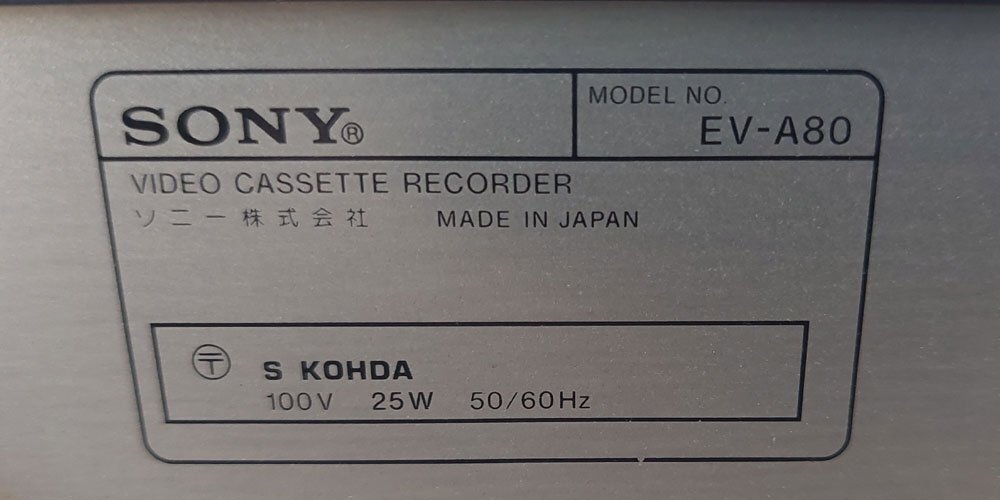 SONY®
MODEL NO.
EV-A80
VIDEO CASSETTE RECORDER
ソニー株式会社 MADE IN JAPAN
〶 S KOHDA
100V 25W 50/60Hz